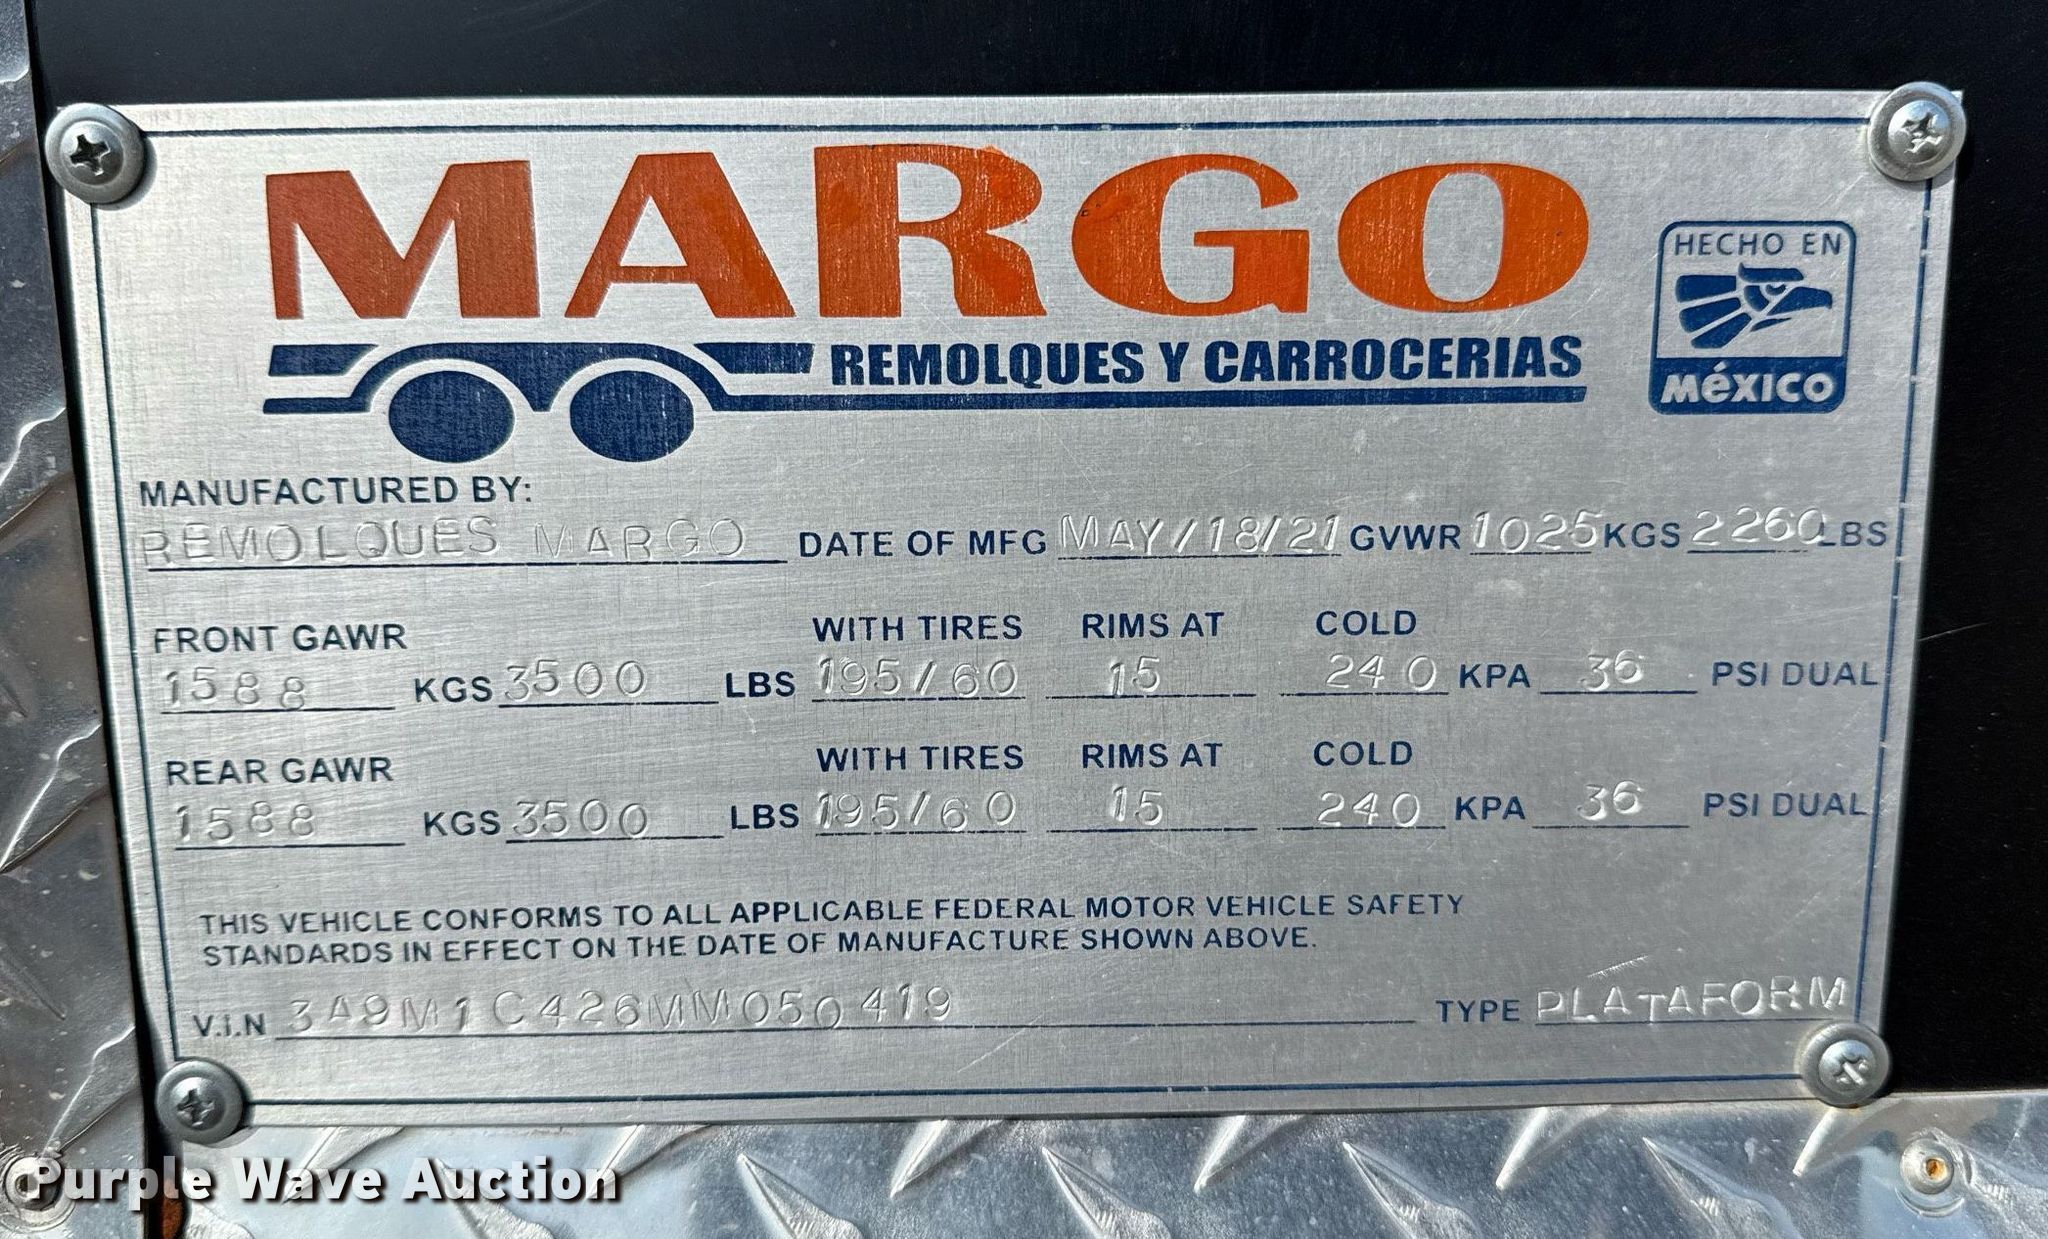 MARGO
REMOLQUES Y CARROCERIAS
HECHO EN
MéXICO
MANUFACTURED BY:
REMOLQUES MARGO DATE OF MFG MAY/18/21 GVWR 1025 KGS 2260 LBS
FRONT GAWR WITH TIRES RIMS AT COLD
1588 KGS 3500 LBS 195/60 15 240 KPA 36 PSI DUAL
REAR GAWR WITH TIRES RIMS AT COLD
1588 KGS 3500 LBS 195/60 15 240 KPA 36 PSI DUAL
THIS VEHICLE CONFORMS TO ALL APPLICABLE FEDERAL MOTOR VEHICLE SAFETY
STANDARDS IN EFFECT ON THE DATE OF MANUFACTURE SHOWN ABOVE.
V.I.N 3A9M1C426MM050419 TYPE PLATAFORM
Purple Wave Auction